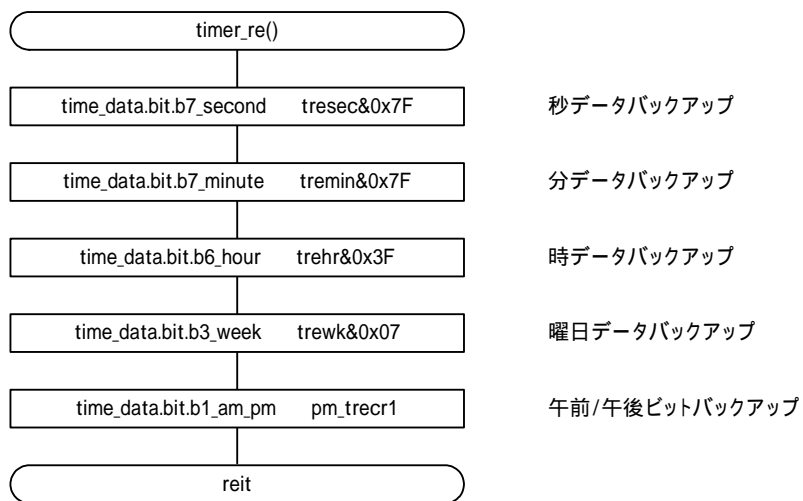 timer_re()
time_data.bit.b7_second tresec&0x7F 秒データバックアップ
time_data.bit.b7_minute tremin&0x7F 分データバックアップ
time_data.bit.b6_hour trehr&0x3F 時データバックアップ
time_data.bit.b3_week trewk&0x07 曜日データバックアップ
time_data.bit.b1_am_pm pm_trecr1 午前/午後ビットバックアップ
reit